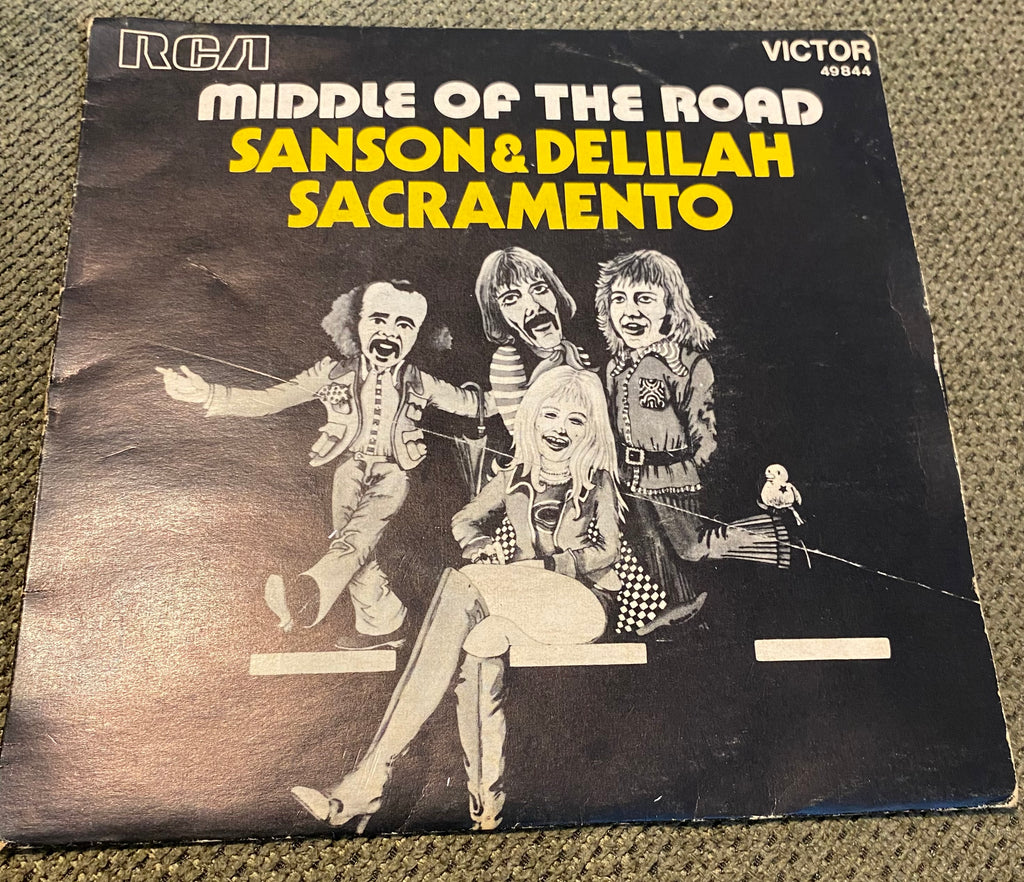 RCA
VICTOR
49844
MIDDLE OF THE ROAD
SANSON & DELILAH
SACRAMENTO